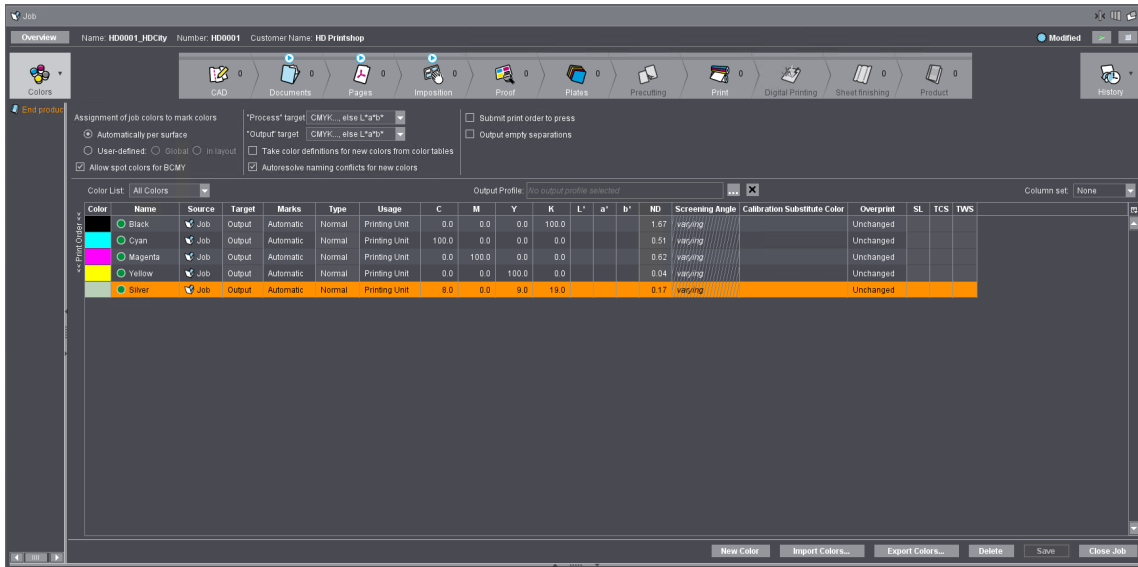 Job
Overview Name: HD0001_HDCity Number: HD0001 Customer Name: HD Printshop Modified
Colors CAD 0 Documents 0 Pages 0 Imposition 0 Proof 0 Plates 0 Precutting Print 0 Digital Printing Sheet finishing 0 Product 0 History
End produc
Assignment of job colors to mark colors "Process" target CMYK..., else L*a*b* Submit print order to press
Automatically per surface "Output" target CMYK..., else L*a*b* Output empty separations
User-defined: Global in layout Take color definitions for new colors from color tables
Allow spot colors for BCMY Autoresolve naming conflicts for new colors
Color List: All Colors Output Profile: No output profile selected ... Column set: None
<< Print Order <<
Color Name Source Target Marks Type Usage C M Y K L* a* b* ND Screening Angle Calibration Substitute Color Overprint SL TCS TWS
Black Job Output Automatic Normal Printing Unit 0.0 0.0 0.0 100.0 1.67 varying Unchanged
Cyan Job Output Automatic Normal Printing Unit 100.0 0.0 0.0 0.0 0.51 varying Unchanged
Magenta Job Output Automatic Normal Printing Unit 0.0 100.0 0.0 0.0 0.62 varying Unchanged
Yellow Job Output Automatic Normal Printing Unit 0.0 0.0 100.0 0.0 0.04 varying Unchanged
Silver Job Output Automatic Normal Printing Unit 8.0 0.0 9.0 19.0 0.17 varying Unchanged
New Color Import Colors... Export Colors... Delete Save Close Job